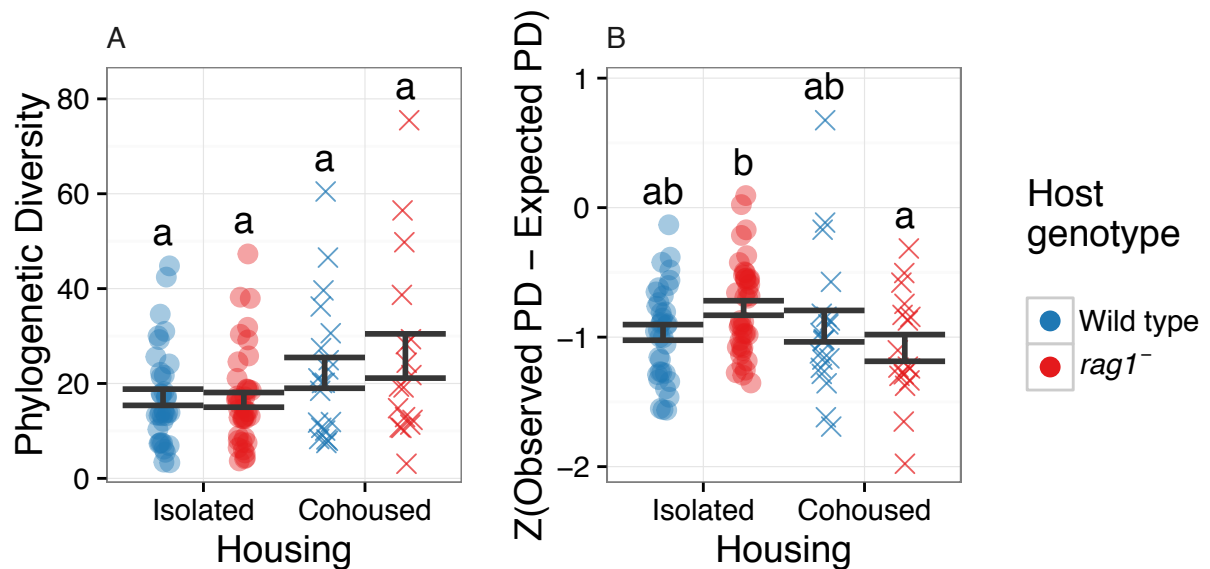 A
Phylogenetic Diversity
80
60
40
20
0
a
a
a
a
Isolated
Cohoused
Housing
B
Z(Observed PD – Expected PD)
1
0
−1
−2
ab
b
ab
a
Isolated
Cohoused
Housing
Host
genotype
Wild type
rag1⁻